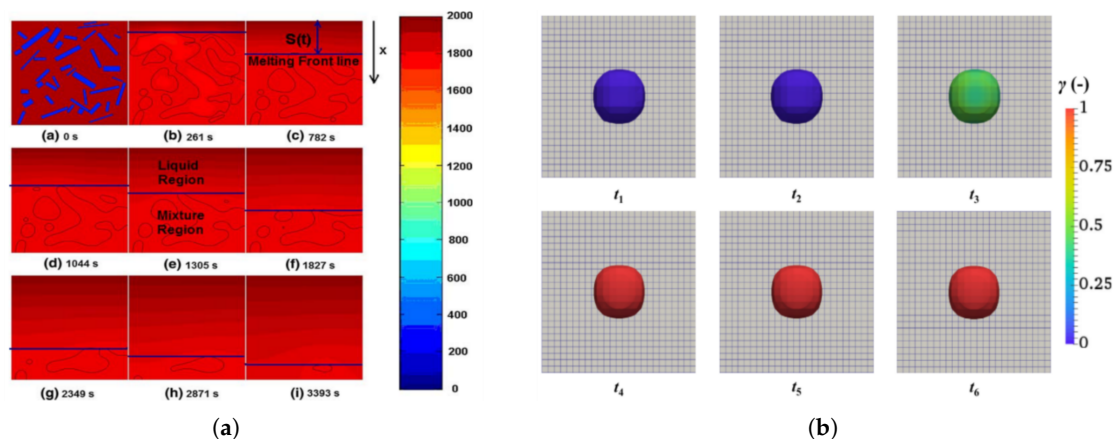 S(t)
x
Melting Front line
(a) 0 s
(b) 261 s
(c) 782 s
Liquid
Region
Mixture
Region
(d) 1044 s
(e) 1305 s
(f) 1827 s
(g) 2349 s
(h) 2871 s
(i) 3393 s
2000
1800
1600
1400
1200
1000
800
600
400
200
0
(a)
t1
t2
t3
t4
t5
t6
γ (-)
1
0.75
0.5
0.25
0
(b)